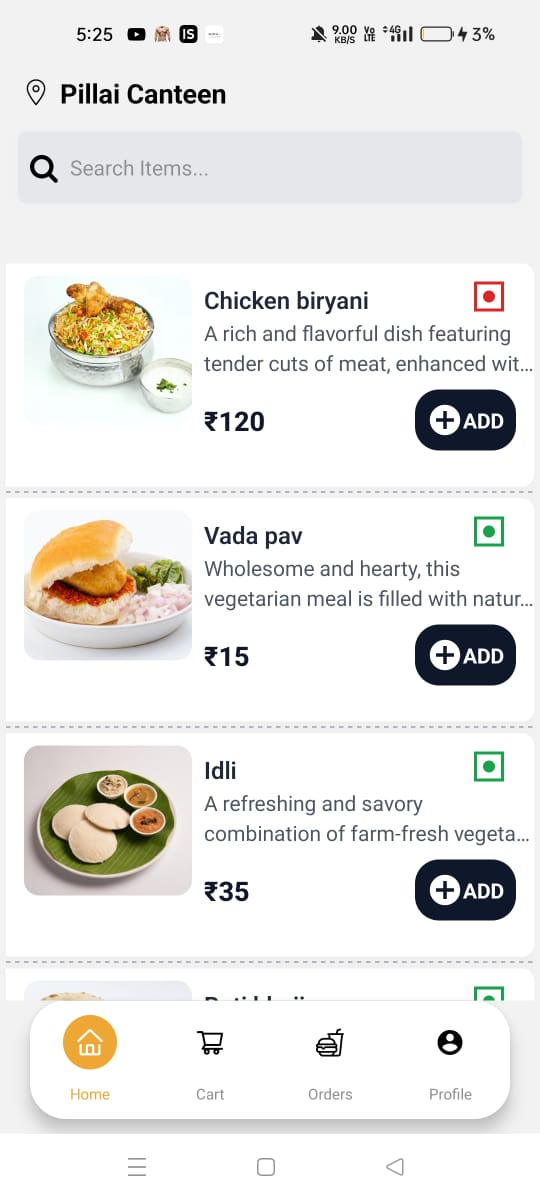 5:25
IS
9.00
KB/S
Vo
LTE
4G
3%
Pillai Canteen
Search Items...
Chicken biryani
A rich and flavorful dish featuring
tender cuts of meat, enhanced wit...
₹120
ADD
Vada pav
Wholesome and hearty, this
vegetarian meal is filled with natur...
₹15
ADD
Idli
A refreshing and savory
combination of farm-fresh vegeta...
₹35
ADD
Home
Cart
Orders
Profile